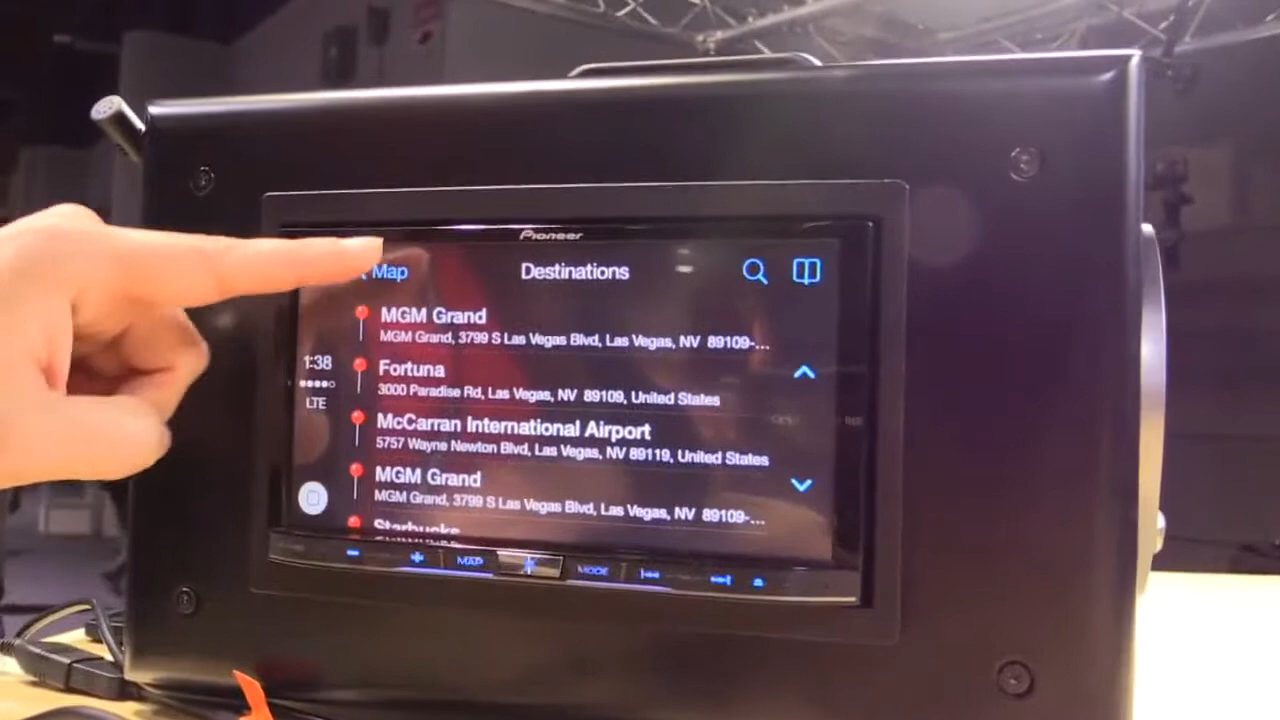 Pioneer
Map
Destinations
MGM Grand
MGM Grand, 3799 S Las Vegas Blvd, Las Vegas, NV 89109-...
1:38
LTE
Fortuna
3000 Paradise Rd, Las Vegas, NV 89109, United States
McCarran International Airport
5757 Wayne Newton Blvd, Las Vegas, NV 89119, United States
MGM Grand
MGM Grand, 3799 S Las Vegas Blvd, Las Vegas, NV 89109-...
Starbucks
MAP
MODE